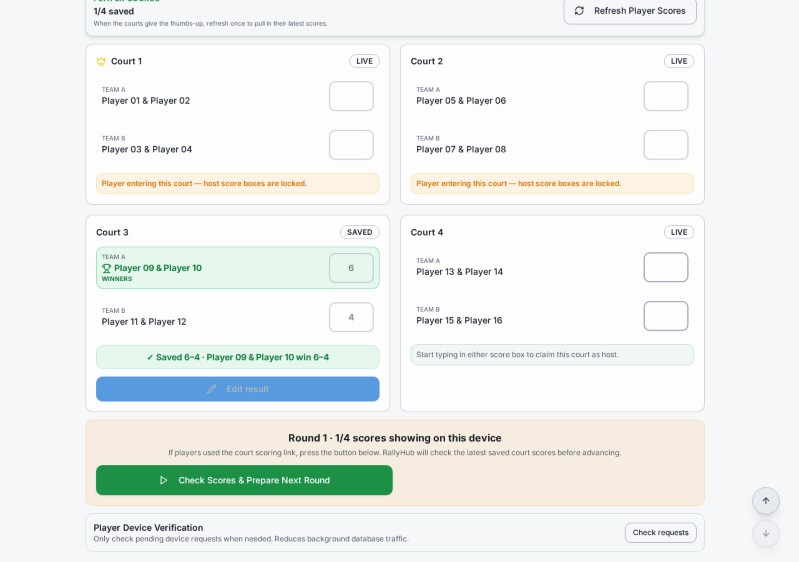 1/4 saved
When the courts give the thumbs-up, refresh once to pull in their latest scores.
Refresh Player Scores
Court 1
LIVE
TEAM A
Player 01 & Player 02
TEAM B
Player 03 & Player 04
Player entering this court — host score boxes are locked.
Court 2
LIVE
TEAM A
Player 05 & Player 06
TEAM B
Player 07 & Player 08
Player entering this court — host score boxes are locked.
Court 3
SAVED
TEAM A
Player 09 & Player 10
WINNERS
6
TEAM B
Player 11 & Player 12
4
✓ Saved 6–4 · Player 09 & Player 10 win 6–4
Edit result
Court 4
LIVE
TEAM A
Player 13 & Player 14
TEAM B
Player 15 & Player 16
Start typing in either score box to claim this court as host.
Round 1 · 1/4 scores showing on this device
If players used the court scoring link, press the button below. RallyHub will check the latest saved court scores before advancing.
Check Scores & Prepare Next Round
Player Device Verification
Only check pending device requests when needed. Reduces background database traffic.
Check requests